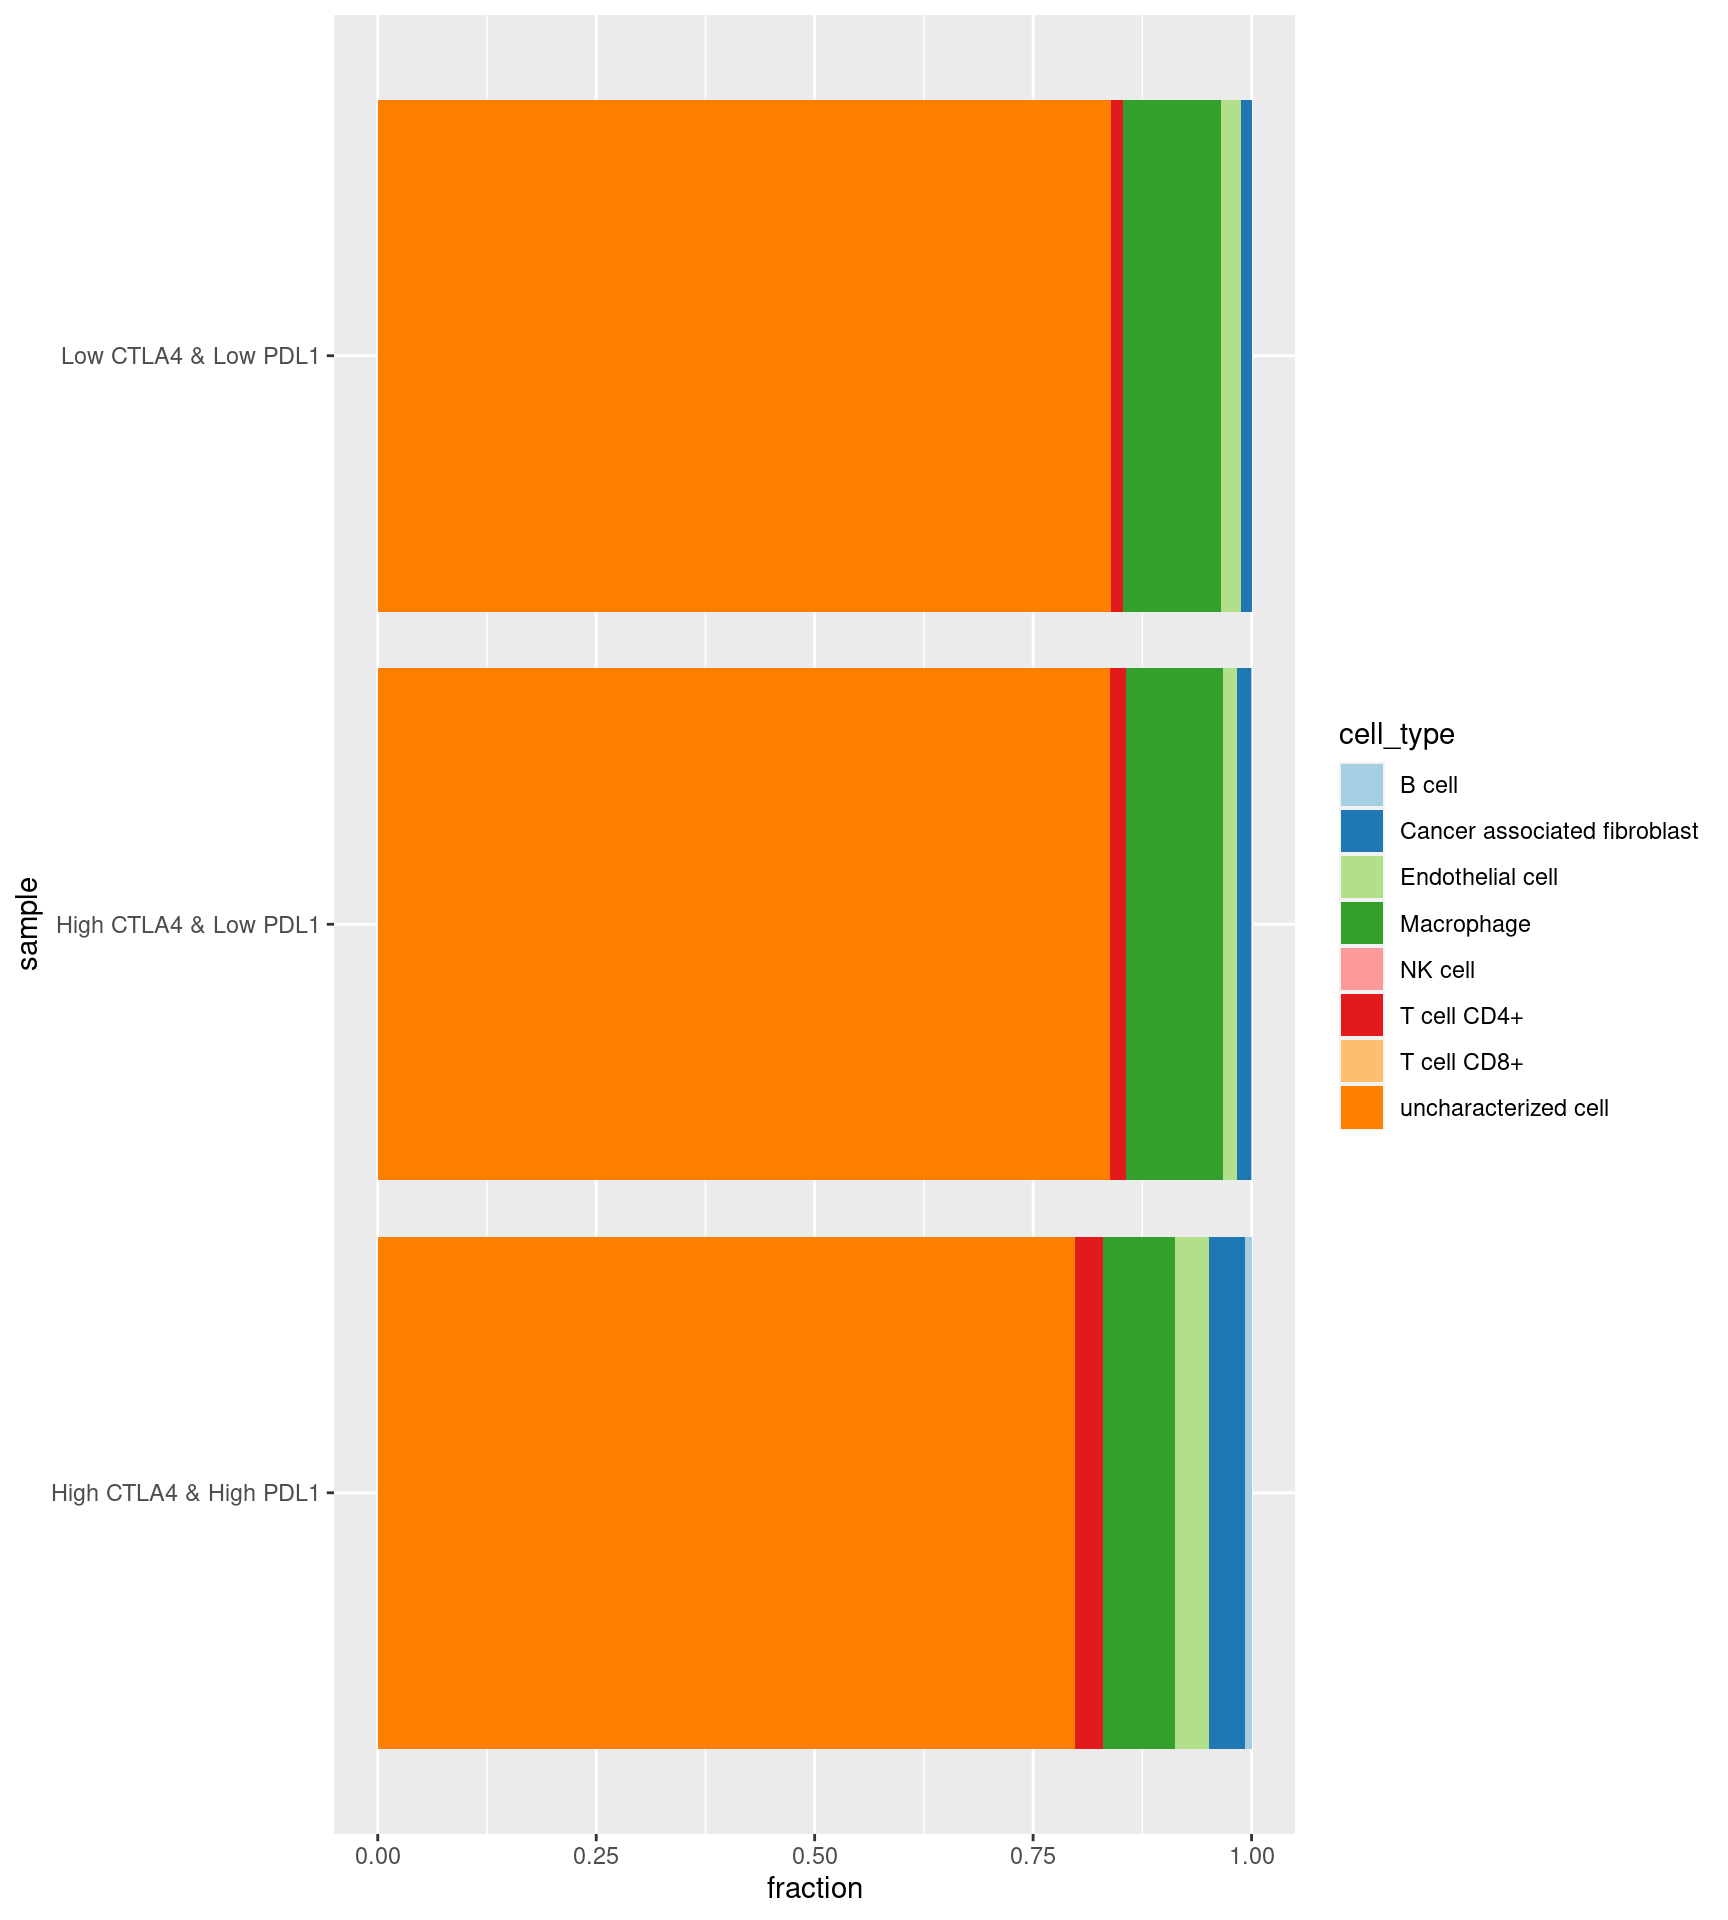 sample
Low CTLA4 & Low PDL1
High CTLA4 & Low PDL1
High CTLA4 & High PDL1
0.00 0.25 0.50 0.75 1.00
fraction
cell_type
B cell
Cancer associated fibroblast
Endothelial cell
Macrophage
NK cell
T cell CD4+
T cell CD8+
uncharacterized cell